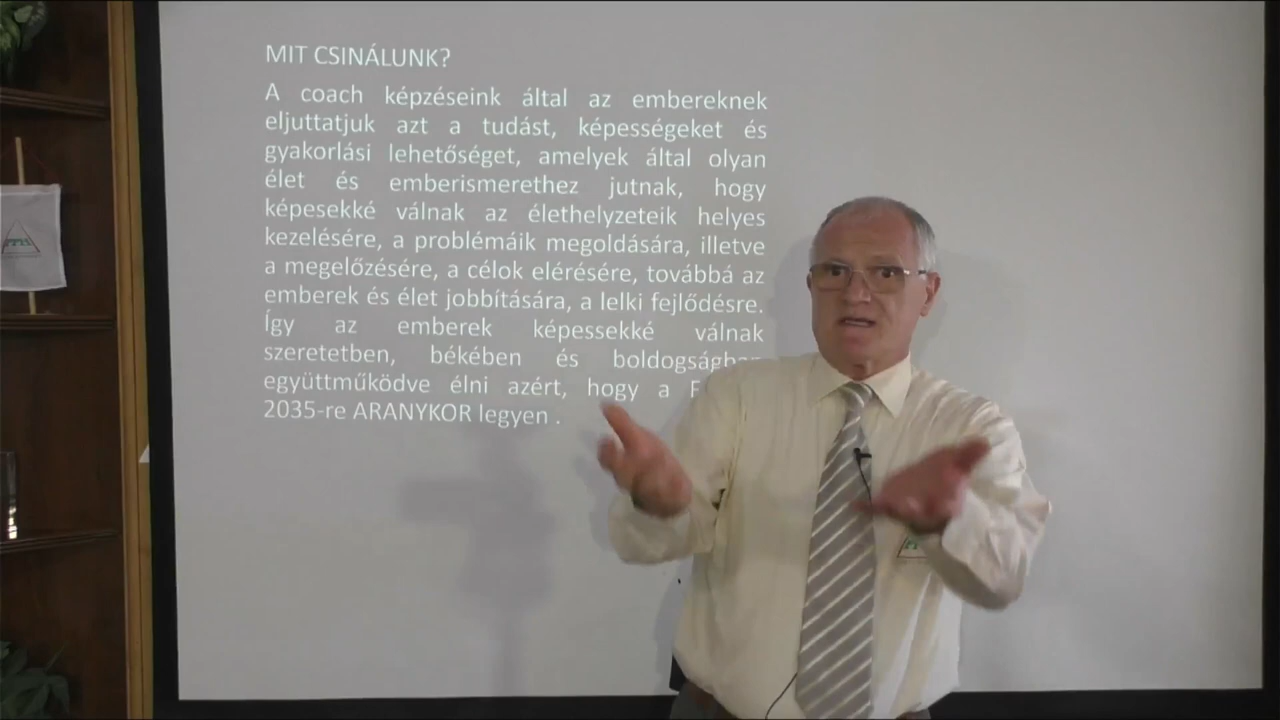 MIT CSINÁLUNK?
A coach képzéseink által az embereknek
eljuttatjuk azt a tudást, képességeket és
gyakorlási lehetőséget, amelyek által olyan
élet és emberismerethez jutnak, hogy
képesekké válnak az élethelyzeteik helyes
kezelésére, a problémáik megoldására, illetve
a megelőzésére, a célok elérésére, továbbá az
emberek és élet jobbítására, a lelki fejlődésre.
Így az emberek képessekké válnak
szeretetben, békében és boldogságban
együttműködve élni azért, hogy a
2035-re ARANYKOR legyen .